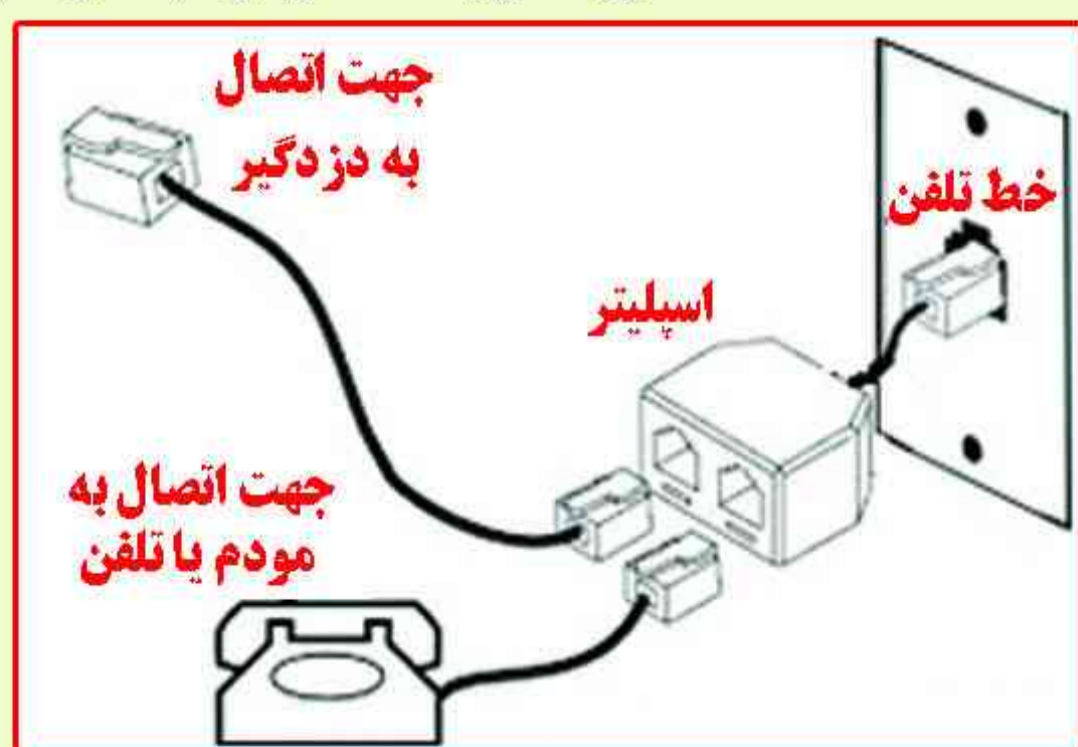 جهت اتصال
به دزدگیر
خط تلفن
اسپلیتر
جهت اتصال به
مودم یا تلفن